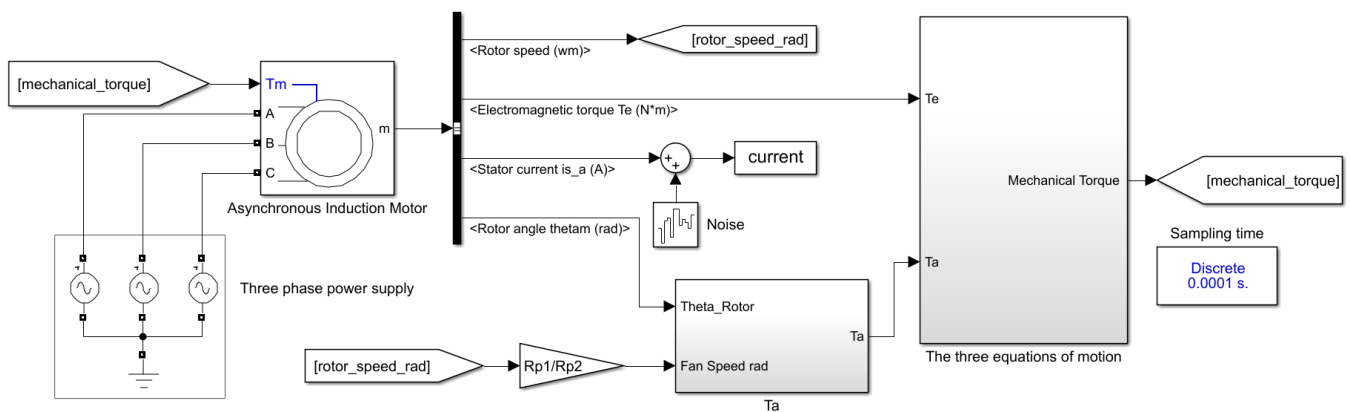 [rotor_speed_rad]
<Rotor speed (wm)>
[mechanical_torque]
Tm
A
B
C
m
Asynchronous Induction Motor
<Electromagnetic torque Te (N*m)>
<Stator current is_a (A)>
current
Noise
<Rotor angle thetam (rad)>
Te
Mechanical Torque
Ta
[mechanical_torque]
The three equations of motion
Sampling time
Discrete
0.0001 s.
Three phase power supply
Theta_Rotor
Ta
Fan Speed rad
Ta
[rotor_speed_rad]
Rp1/Rp2